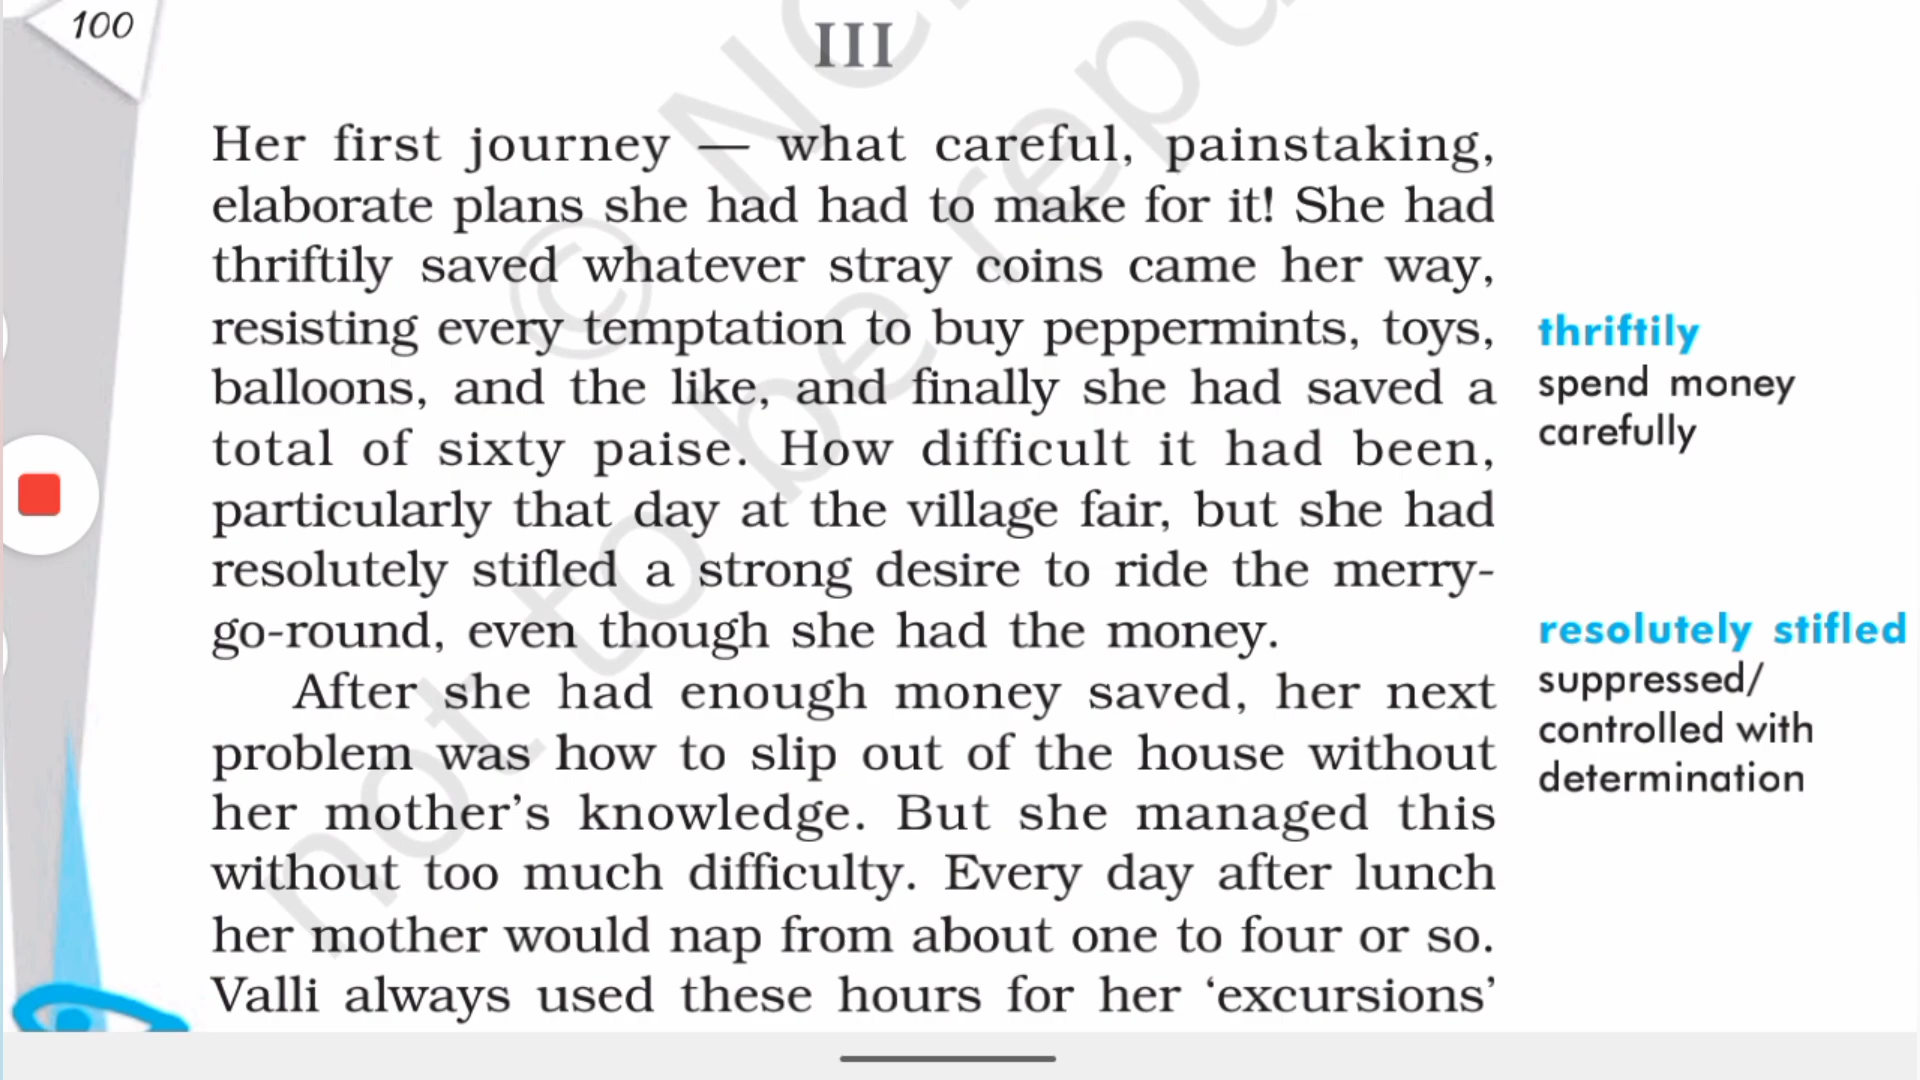 100
III
Her first journey — what careful, painstaking,
elaborate plans she had had to make for it! She had
thriftily saved whatever stray coins came her way,
resisting every temptation to buy peppermints, toys,
balloons, and the like, and finally she had saved a
total of sixty paise. How difficult it had been,
particularly that day at the village fair, but she had
resolutely stifled a strong desire to ride the merry-
go-round, even though she had the money.
After she had enough money saved, her next
problem was how to slip out of the house without
her mother's knowledge. But she managed this
without too much difficulty. Every day after lunch
her mother would nap from about one to four or so.
Valli always used these hours for her ‘excursions’
thriftily
spend money
carefully
resolutely stifled
suppressed/
controlled with
determination
not to be
©